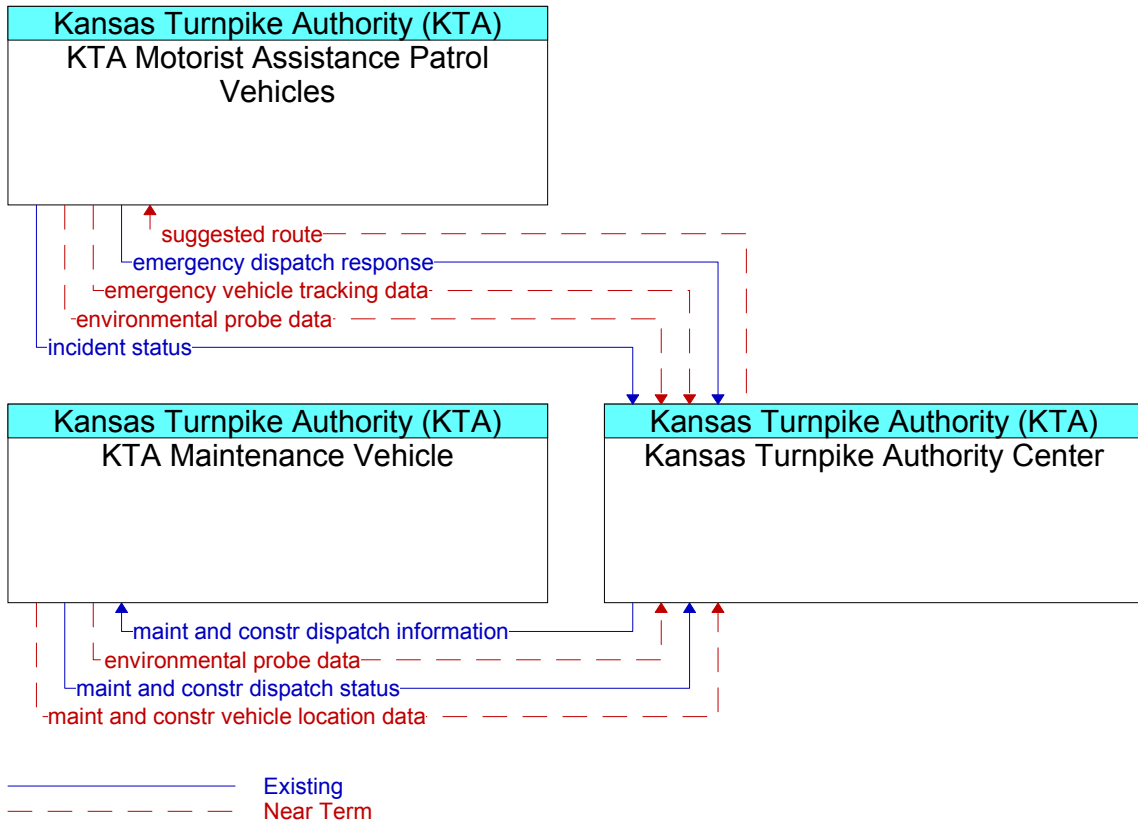 Kansas Turnpike Authority (KTA)
KTA Motorist Assistance Patrol
Vehicles
suggested route
emergency dispatch response
emergency vehicle tracking data
environmental probe data
incident status
Kansas Turnpike Authority (KTA)
KTA Maintenance Vehicle
Kansas Turnpike Authority (KTA)
Kansas Turnpike Authority Center
maint and constr dispatch information
environmental probe data
maint and constr dispatch status
maint and constr vehicle location data
Existing
Near Term